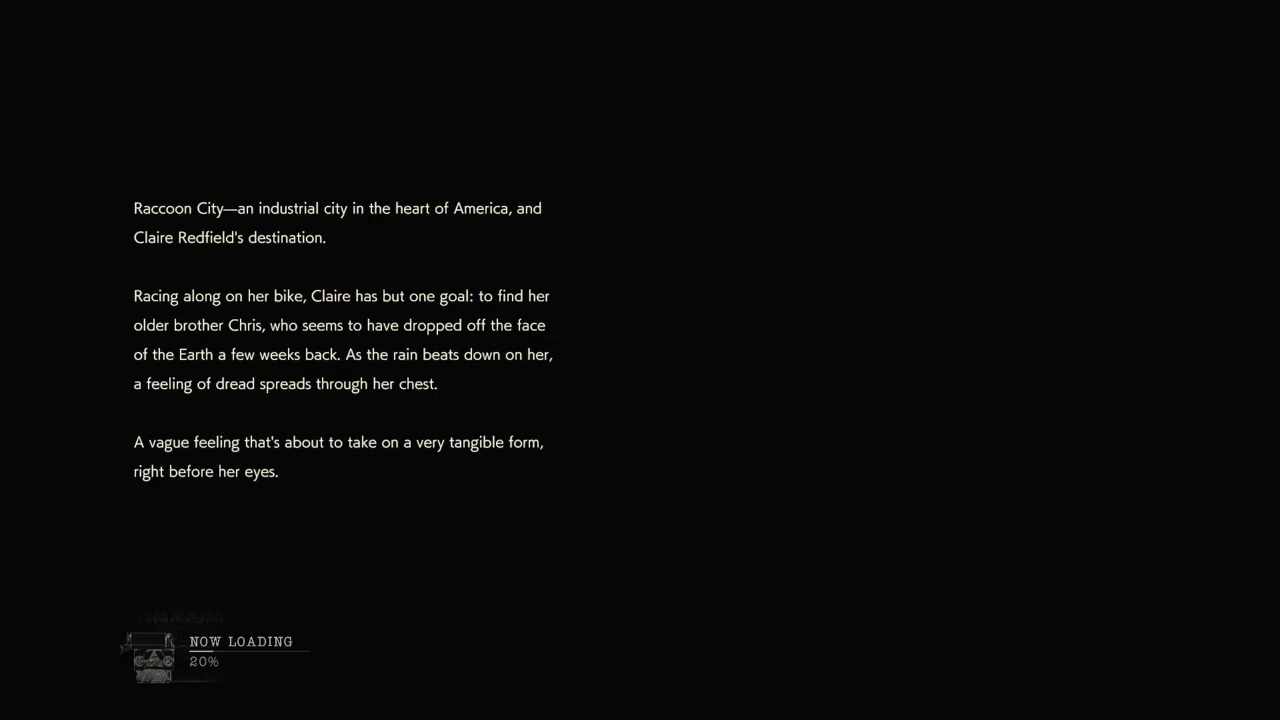 Raccoon City—an industrial city in the heart of America, and
Claire Redfield's destination.
Racing along on her bike, Claire has but one goal: to find her
older brother Chris, who seems to have dropped off the face
of the Earth a few weeks back. As the rain beats down on her,
a feeling of dread spreads through her chest.
A vague feeling that's about to take on a very tangible form,
right before her eyes.
NOW LOADING
20%